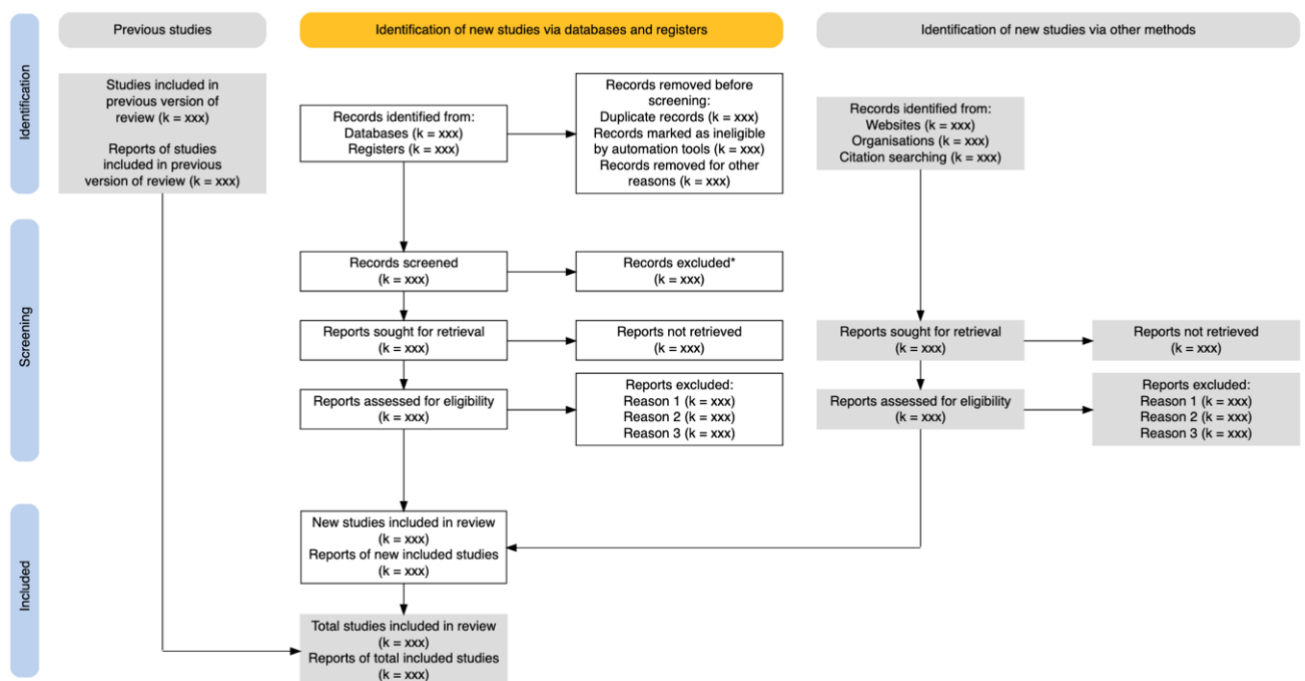 Previous studies
Identification of new studies via databases and registers
Identification of new studies via other methods
Identification
Studies included in
previous version of
review (k = xxx)
Reports of studies
included in previous
version of review (k = xxx)
Records identified from:
Databases (k = xxx)
Registers (k = xxx)
Records removed before
screening:
Duplicate records (k = xxx)
Records marked as ineligible
by automation tools (k = xxx)
Records removed for other
reasons (k = xxx)
Records identified from:
Websites (k = xxx)
Organisations (k = xxx)
Citation searching (k = xxx)
Screening
Records screened
(k = xxx)
Records excluded*
(k = xxx)
Reports sought for retrieval
(k = xxx)
Reports not retrieved
(k = xxx)
Reports sought for retrieval
(k = xxx)
Reports not retrieved
(k = xxx)
Reports assessed for eligibility
(k = xxx)
Reports excluded:
Reason 1 (k = xxx)
Reason 2 (k = xxx)
Reason 3 (k = xxx)
Reports assessed for eligibility
(k = xxx)
Reports excluded:
Reason 1 (k = xxx)
Reason 2 (k = xxx)
Reason 3 (k = xxx)
Included
New studies included in review
(k = xxx)
Reports of new included studies
(k = xxx)
Total studies included in review
(k = xxx)
Reports of total included studies
(k = xxx)